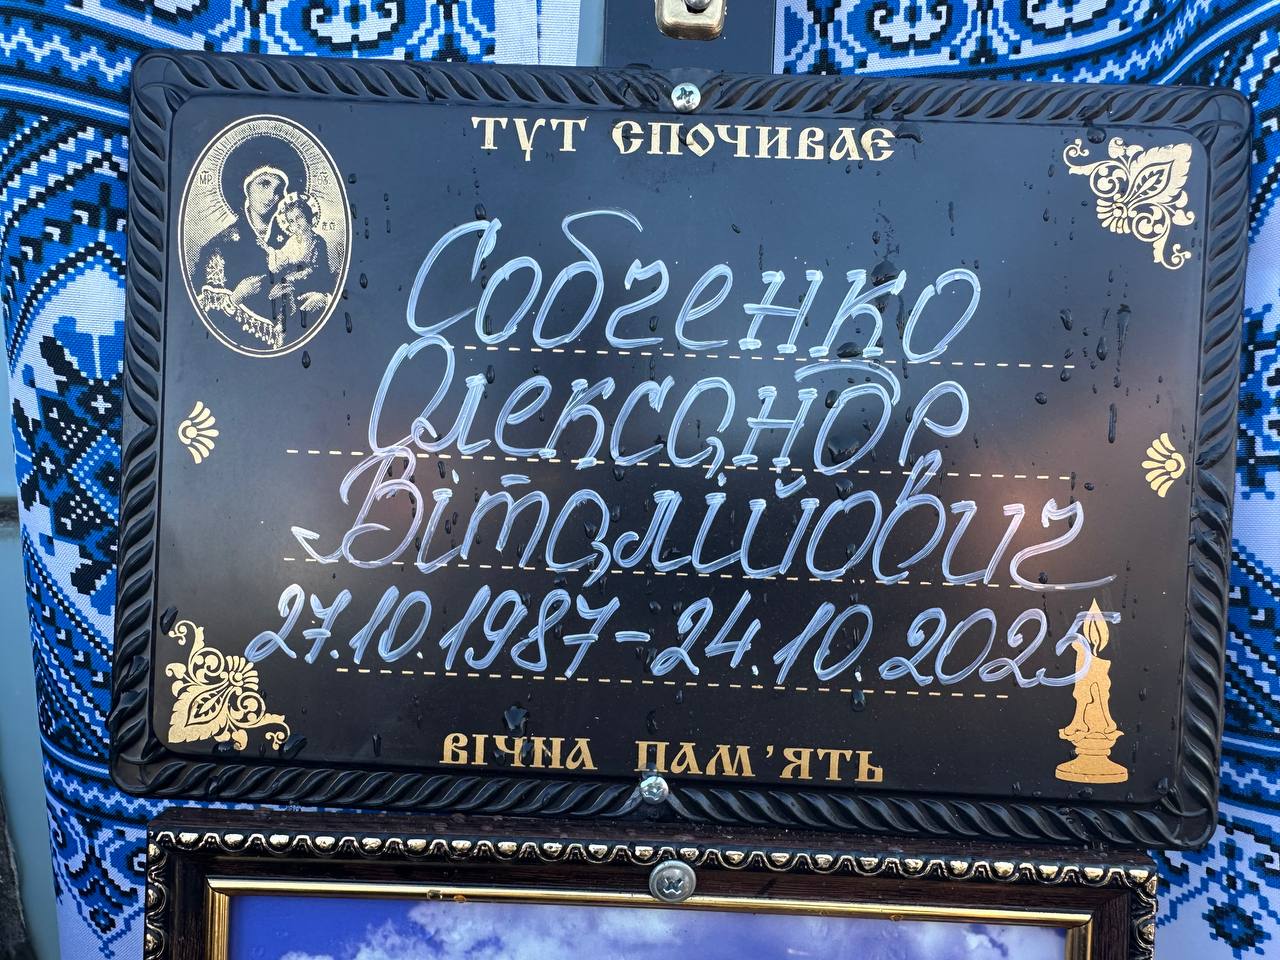 ТУТ СПОЧИВАЄ
Собченко
Олександр
Віталійович
27.10.1987-24.10.2025
ВІЧНА ПАМ'ЯТЬ